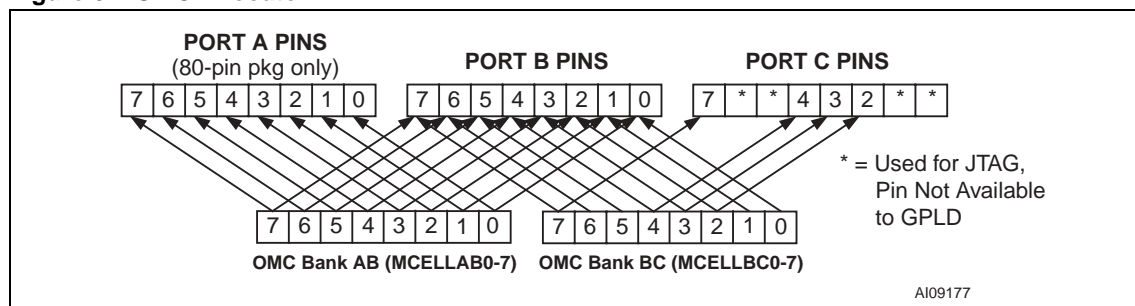 PORT A PINS
(80-pin pkg only)
PORT B PINS
PORT C PINS
7 6 5 4 3 2 1 0
7 6 5 4 3 2 1 0
7 * * 4 3 2 * *
* = Used for JTAG,
Pin Not Available
to GPLD
7 6 5 4 3 2 1 0
7 6 5 4 3 2 1 0
OMC Bank AB (MCELLAB0-7)
OMC Bank BC (MCELLBC0-7)
AI09177